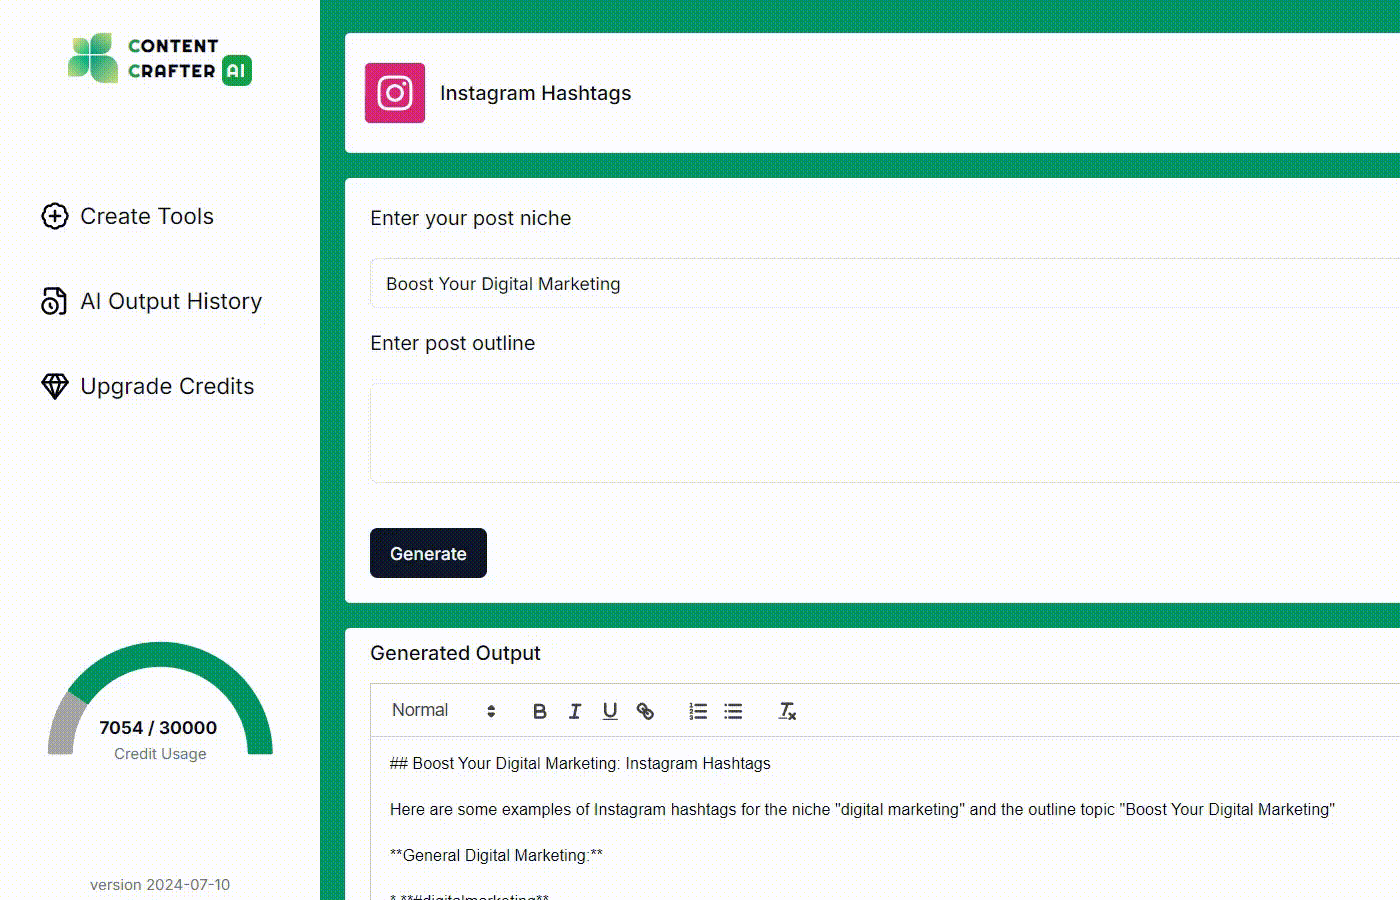 CONTENT
CRAFTER AI
Create Tools
AI Output History
Upgrade Credits
7054 / 30000
Credit Usage
version 2024-07-10
Instagram Hashtags
Enter your post niche
Boost Your Digital Marketing
Enter post outline
Generate
Generated Output
Normal
## Boost Your Digital Marketing: Instagram Hashtags
Here are some examples of Instagram hashtags for the niche "digital marketing" and the outline topic "Boost Your Digital Marketing"
**General Digital Marketing:**
* **#digitalmarketing**